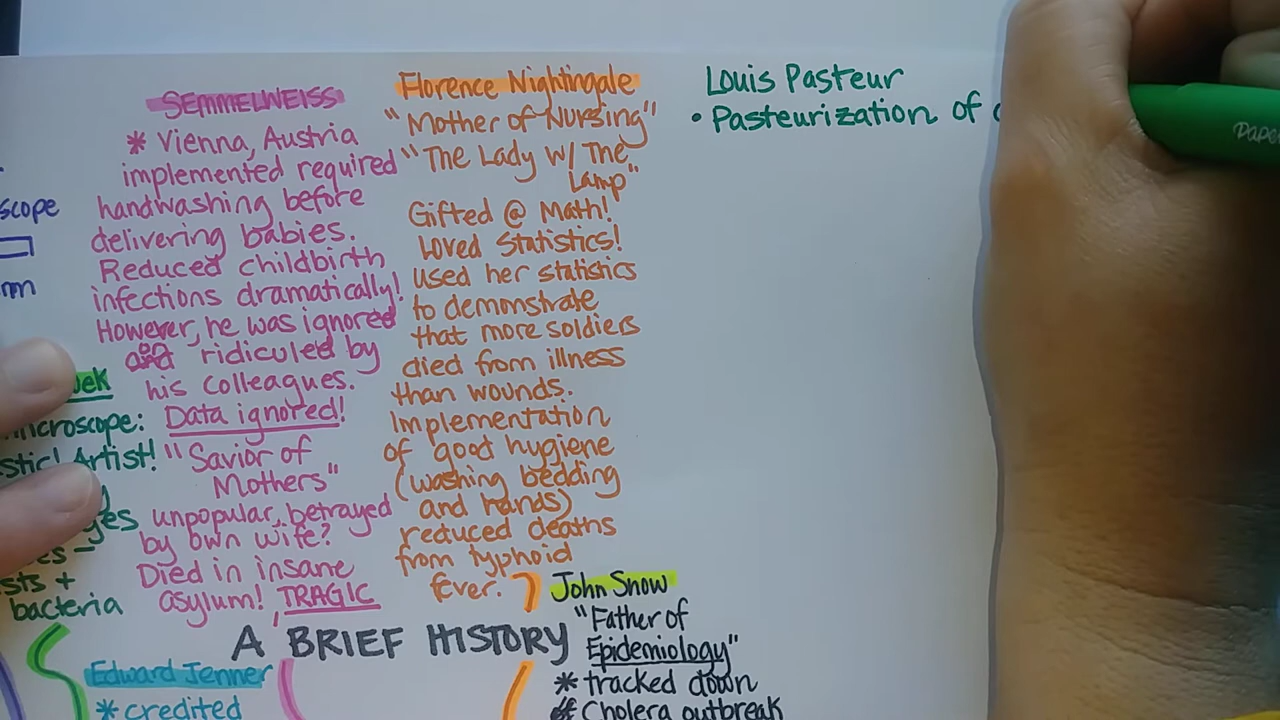 SEMMELWEISS
* Vienna, Austria
implemented required
handwashing before
delivering babies.
Reduced childbirth
infections dramatically!
However, he was ignored
and ridiculed by
his colleagues.
Data ignored!
"Savior of
Mothers"
unpopular, betrayed
by own wife?
Died in insane
asylum! TRAGIC
Florence Nightingale
"Mother of Nursing"
"The Lady w/ The
Lamp"
Gifted @ Math!
Loved Statistics!
used her statistics
to demonstrate
that more soldiers
died from illness
than wounds.
Implementation
of good hygiene
(washing bedding
and hands)
reduced deaths
from typhoid
fever.
Louis Pasteur
• Pasteurization of
scope
microscope:
Artist!
sts +
bacteria
A BRIEF HISTORY
Edward Jenner
* credited
John Snow
"Father of
Epidemiology"
* tracked down
Cholera outbreak
Pape